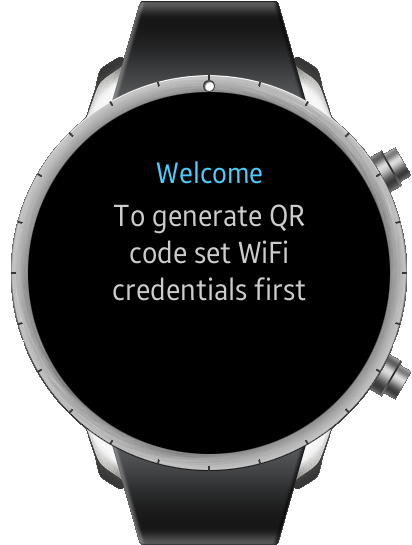 Welcome
To generate QR
code set WiFi
credentials first